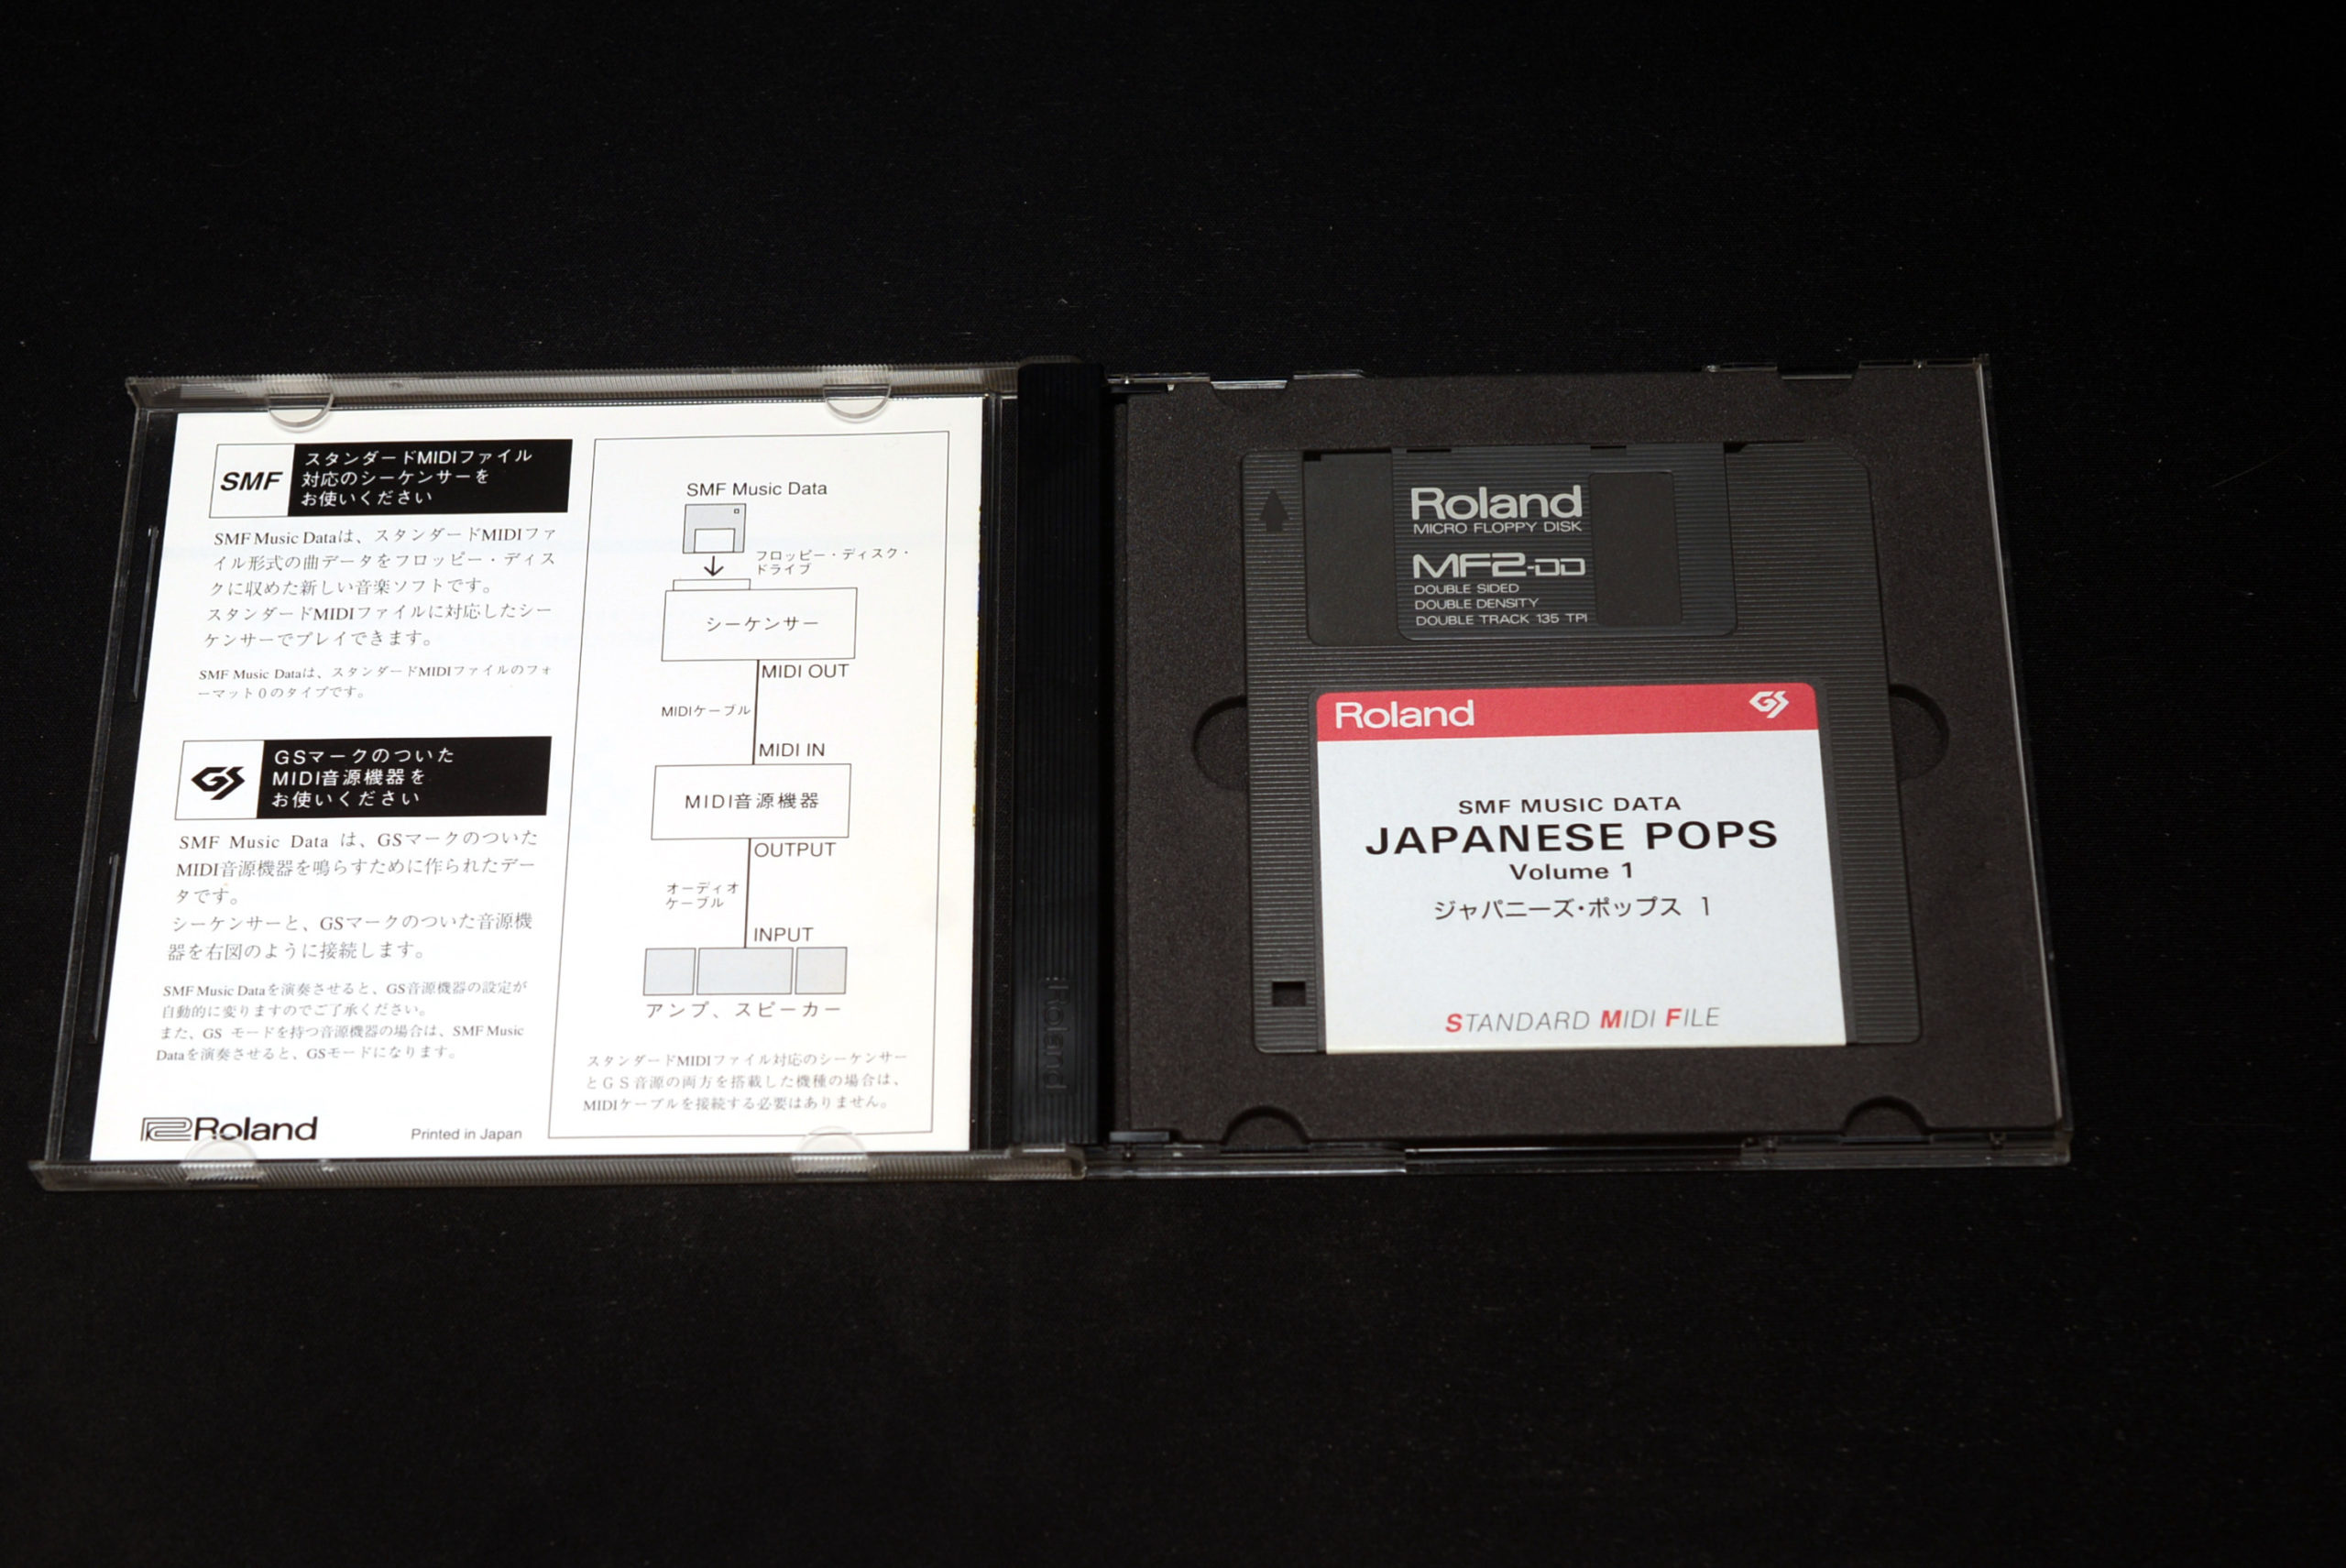 SMF
スタンダードMIDIファイル
対応のシーケンサーを
お使いください
SMF Music Dataは、スタンダードMIDIファ
イル形式の曲データをフロッピー・ディス
クに収めた新しい音楽ソフトです。
スタンダードMIDIファイルに対応したシー
ケンサーでプレイできます。
SMF Music Dataは、スタンダードMIDIファイルのフォ
ーマット0のタイプです。
GS
GSマークのついた
MIDI音源機器を
お使いください
SMF Music Data は、GSマークのついた
MIDI音源機器を鳴らすために作られたデー
タです。
シーケンサーと、GSマークのついた音源機
器を右図のように接続します。
SMF Music Dataを演奏させると、GS音源機器の設定が
自動的に変りますのでご了承ください。
また、GS モードを持つ音源機器の場合は、SMF Music
Dataを演奏させると、GSモードになります。
Roland
Printed in Japan
SMF Music Data
フロッピー・ディスク・
ドライブ
シーケンサー
MIDI OUT
MIDIケーブル
MIDI IN
MIDI音源機器
OUTPUT
オーディオ
ケーブル
INPUT
アンプ、スピーカー
スタンダードMIDIファイル対応のシーケンサー
とGS音源の両方を搭載した機種の場合は、
MIDIケーブルを接続する必要はありません。
Roland
Roland
MICRO FLOPPY DISK
MF2-DD
DOUBLE SIDED
DOUBLE DENSITY
DOUBLE TRACK 135 TPI
Roland GS
SMF MUSIC DATA
JAPANESE POPS
Volume 1
ジャパニーズ・ポップス 1
STANDARD MIDI FILE